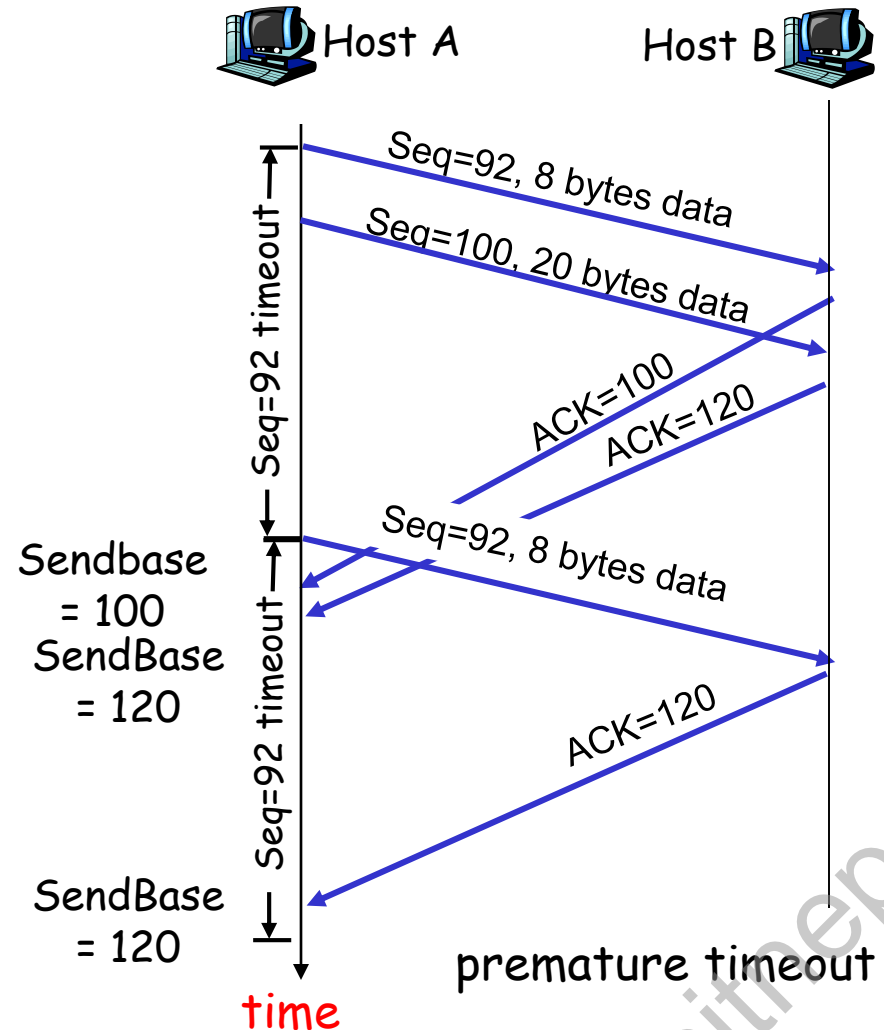 Host A
Host B
Seq=92, 8 bytes data
Seq=100, 20 bytes data
Seq=92 timeout
ACK=100
ACK=120
Seq=92, 8 bytes data
Sendbase
= 100
SendBase
= 120
Seq=92 timeout
ACK=120
SendBase
= 120
premature timeout
time